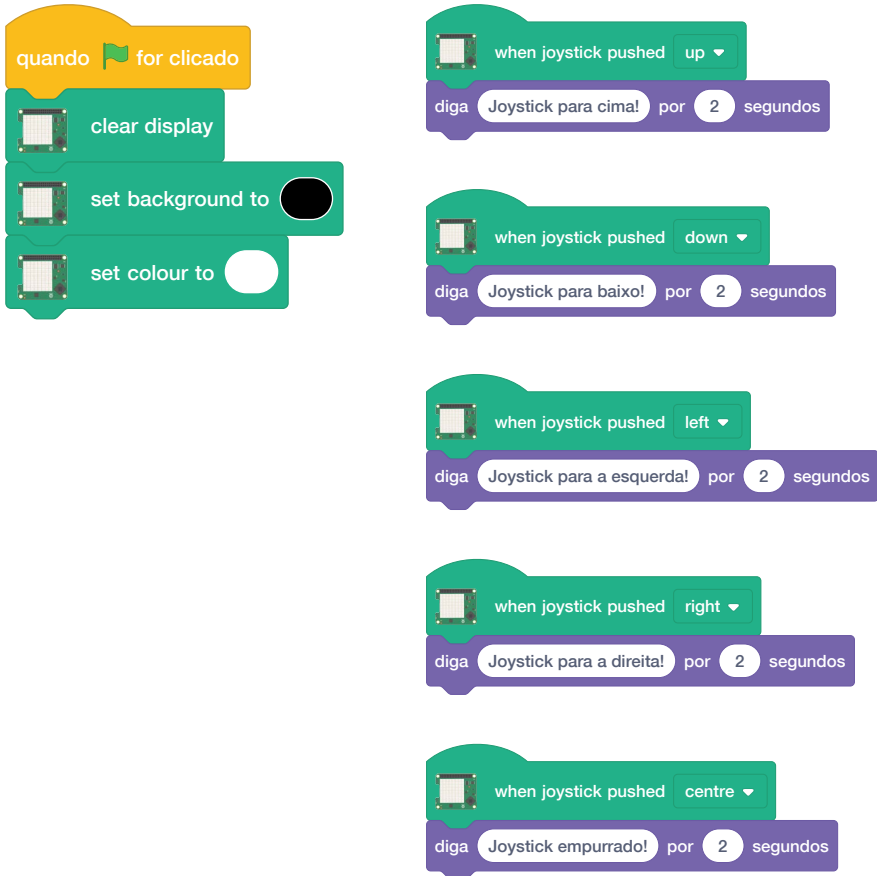 quando for clicado
clear display
set background to
set colour to
when joystick pushed up
diga Joystick para cima! por 2 segundos
when joystick pushed down
diga Joystick para baixo! por 2 segundos
when joystick pushed left
diga Joystick para a esquerda! por 2 segundos
when joystick pushed right
diga Joystick para a direita! por 2 segundos
when joystick pushed centre
diga Joystick empurrado! por 2 segundos